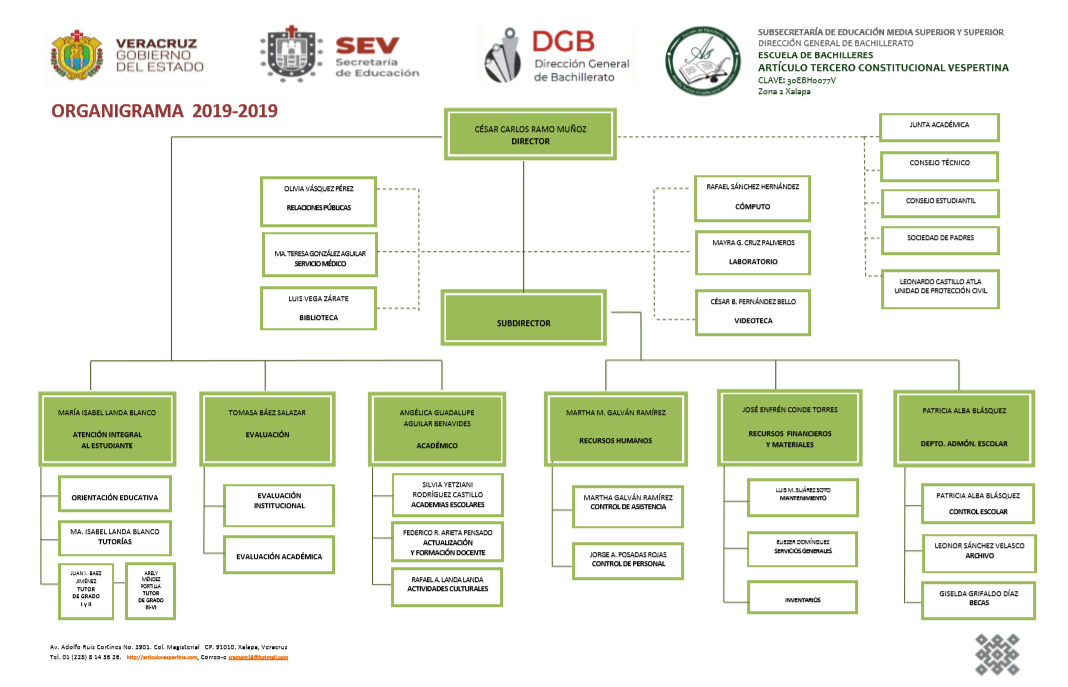 VERACRUZ
GOBIERNO
DEL ESTADO
SEV
Secretaría
de Educación
DGB
Dirección General
de Bachillerato
SUBSECRETARÍA DE EDUCACIÓN MEDIA SUPERIOR Y SUPERIOR
DIRECCIÓN GENERAL DE BACHILLERATO
ESCUELA DE BACHILLERES
ARTÍCULO TERCERO CONSTITUCIONAL VESPERTINA
CLAVE: 30EBH0077V
Zona 2 Xalapa
ORGANIGRAMA 2019-2019
CÉSAR CARLOS RAMO MUÑOZ
DIRECTOR
JUNTA ACADÉMICA
CONSEJO TÉCNICO
CONSEJO ESTUDIANTIL
SOCIEDAD DE PADRES
LEONARDO CASTILLO ATLA
UNIDAD DE PROTECCIÓN CIVIL
OLIVIA VÁSQUEZ PÉREZ
RELACIONES PÚBLICAS
MA. TERESA GONZÁLEZ AGUILAR
SERVICIO MÉDICO
LUIS VEGA ZÁRATE
BIBLIOTECA
RAFAEL SÁNCHEZ HERNÁNDEZ
CÓMPUTO
MAYRA G. CRUZ PALMEROS
LABORATORIO
CÉSAR B. FERNÁNDEZ BELLO
VIDEOTECA
SUBDIRECTOR
MARÍA ISABEL LANDA BLANCO
ATENCIÓN INTEGRAL
AL ESTUDIANTE
ORIENTACIÓN EDUCATIVA
MA. ISABEL LANDA BLANCO
TUTORÍAS
JUAN I. BAEZ
JIMÉNEZ
TUTOR
DE GRADO
I y II
ARELY
MÉNDEZ
PORTILLA
TUTOR
DE GRADO
III-VI
TOMASA BÁEZ SALAZAR
EVALUACIÓN
EVALUACIÓN
INSTITUCIONAL
EVALUACIÓN ACADÉMICA
ANGÉLICA GUADALUPE
AGUILAR BENAVIDES
ACADÉMICO
SILVIA YETZIANI
RODRÍGUEZ CASTILLO
ACADEMIAS ESCOLARES
FEDERICO R. ARIETA PENSADO
ACTUALIZACIÓN
Y FORMACIÓN DOCENTE
RAFAEL A. LANDA LANDA
ACTIVIDADES CULTURALES
MARTHA M. GALVÁN RAMÍREZ
RECURSOS HUMANOS
MARTHA GALVÁN RAMÍREZ
CONTROL DE ASISTENCIA
JORGE A. POSADAS ROJAS
CONTROL DE PERSONAL
JOSÉ ENFRÉN CONDE TORRES
RECURSOS FINANCIEROS
Y MATERIALES
LUIS M. SUÁREZ SOTO
MANTENIMIENTO
ELIEZER DOMÍNGUEZ
SERVICIOS GENERALES
INVENTARIOS
PATRICIA ALBA BLÁSQUEZ
DEPTO. ADMÓN. ESCOLAR
PATRICIA ALBA BLÁSQUEZ
CONTROL ESCOLAR
LEONOR SÁNCHEZ VELASCO
ARCHIVO
GISELDA GRIFALDO DÍAZ
BECAS
Av. Adolfo Ruiz Cortines No. 2901. Col. Magisterial CP. 91010. Xalapa, Veracruz
Tel. 01 (228) 8 14 36 26. http://articulovespertina.com, Correo-e cramom16@hotmail.com